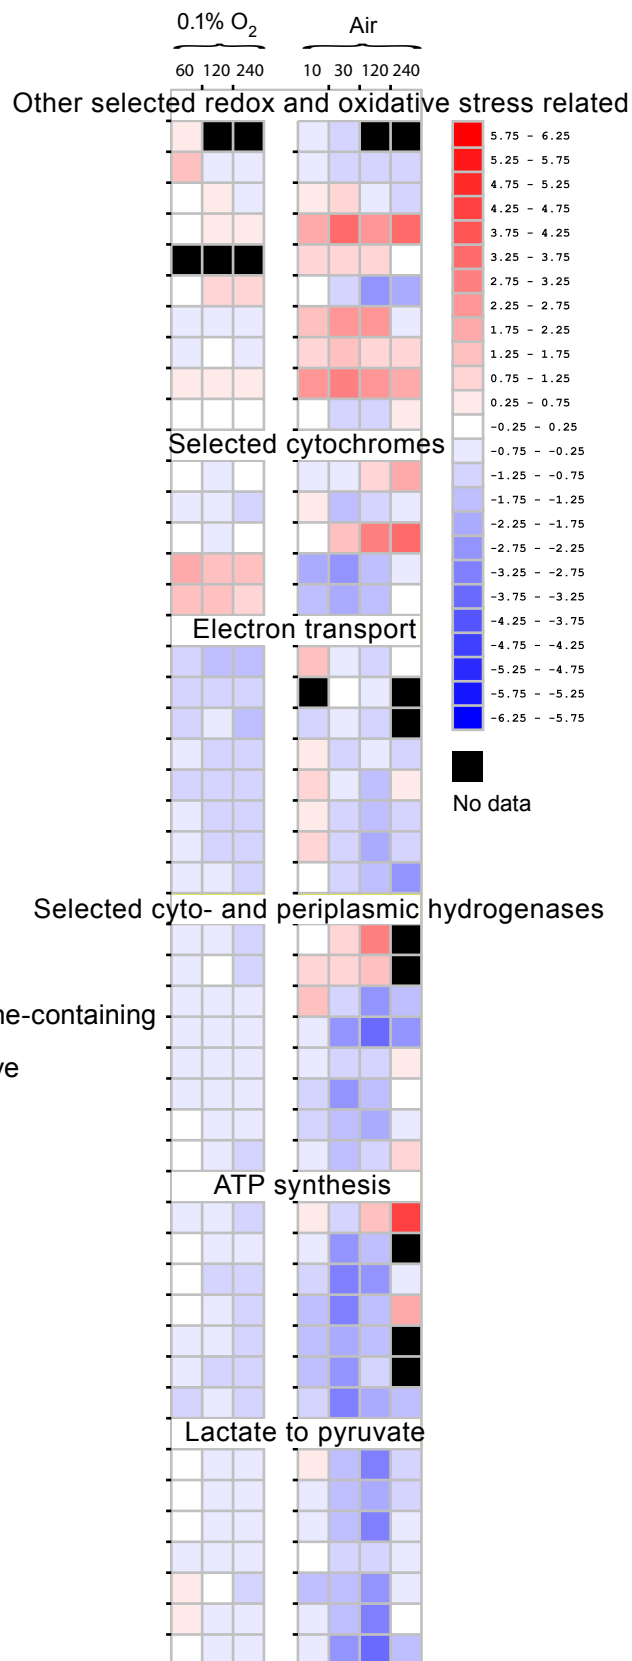 0.1% O2 Air
60 120 240 10 30 120 240
Other selected redox and oxidative stress related
5.75 - 6.25
5.25 - 5.75
4.75 - 5.25
4.25 - 4.75
3.75 - 4.25
3.25 - 3.75
2.75 - 3.25
2.25 - 2.75
1.75 - 2.25
1.25 - 1.75
0.75 - 1.25
0.25 - 0.75
-0.25 - 0.25
-0.75 - -0.25
-1.25 - -0.75
-1.75 - -1.25
-2.25 - -1.75
-2.75 - -2.25
-3.25 - -2.75
-3.75 - -3.25
-4.25 - -3.75
-4.75 - -4.25
-5.25 - -4.75
-5.75 - -5.25
-6.25 - -5.75
No data
Selected cytochromes
Electron transport
Selected cyto- and periplasmic hydrogenases
ne-containing
ve
ATP synthesis
Lactate to pyruvate